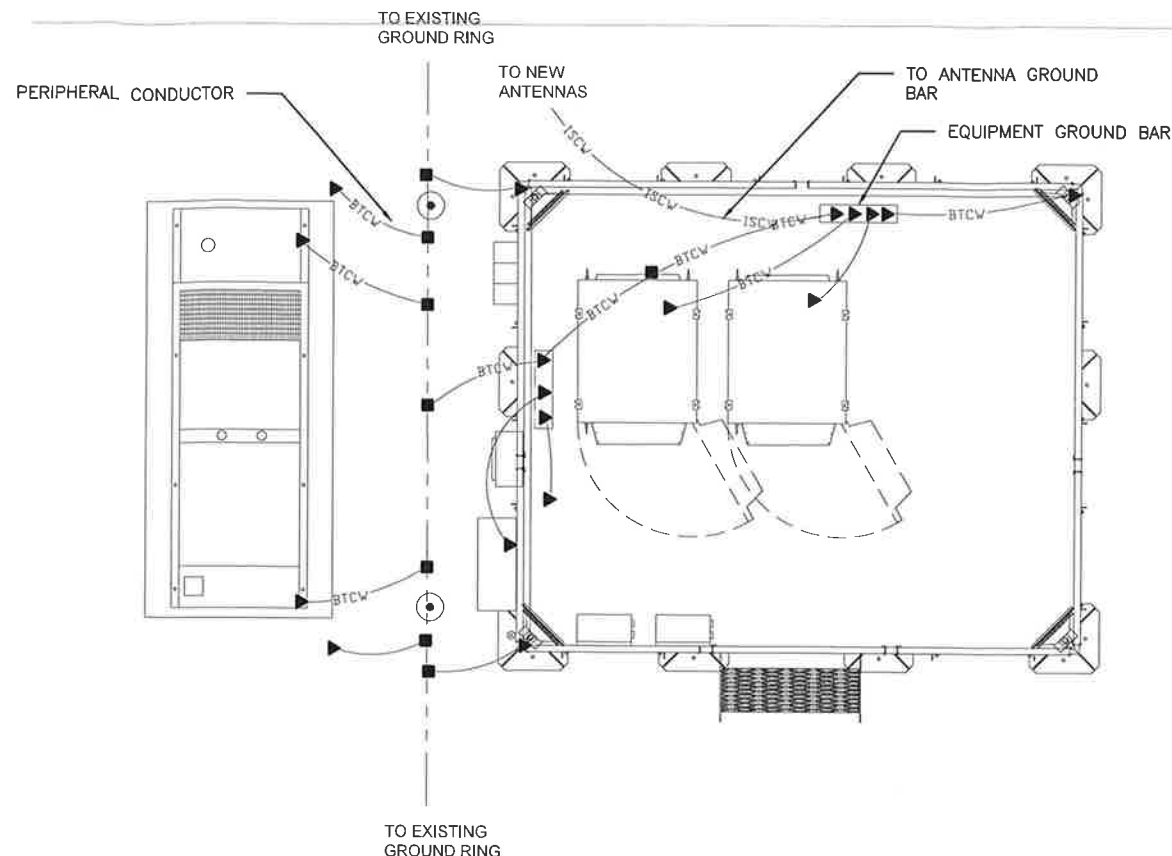 TO EXISTING
GROUND RING
TO NEW
ANTENNAS
TO ANTENNA GROUND
BAR
PERIPHERAL CONDUCTOR
EQUIPMENT GROUND BAR
ISCW
ISCW
ISCW
BTCW
BTCW
BTCW
BTCW
BTCW
BTCW
BTCW
BTCW
BTCW
TO EXISTING
GROUND RING